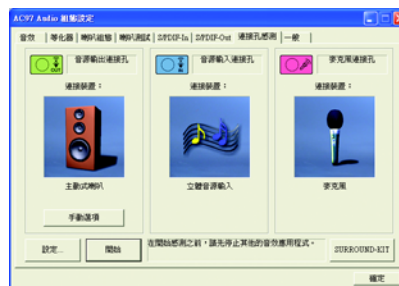 AC97 Audio 組態設定
音效 等化器 喇叭組態 喇叭測試 S/PDIF-In S/PDIF-Out 連接孔感測 一般
OUT 音源輸出連接孔
IN 音源輸入連接孔
麥克風連接孔
連接裝置：
連接裝置：
連接裝置：
主動式喇叭
立體音源輸入
麥克風
手動選項
設定...
開始
在開始感測之前，請先停止其他的音效應用程式。
SURROUND-KIT
確定